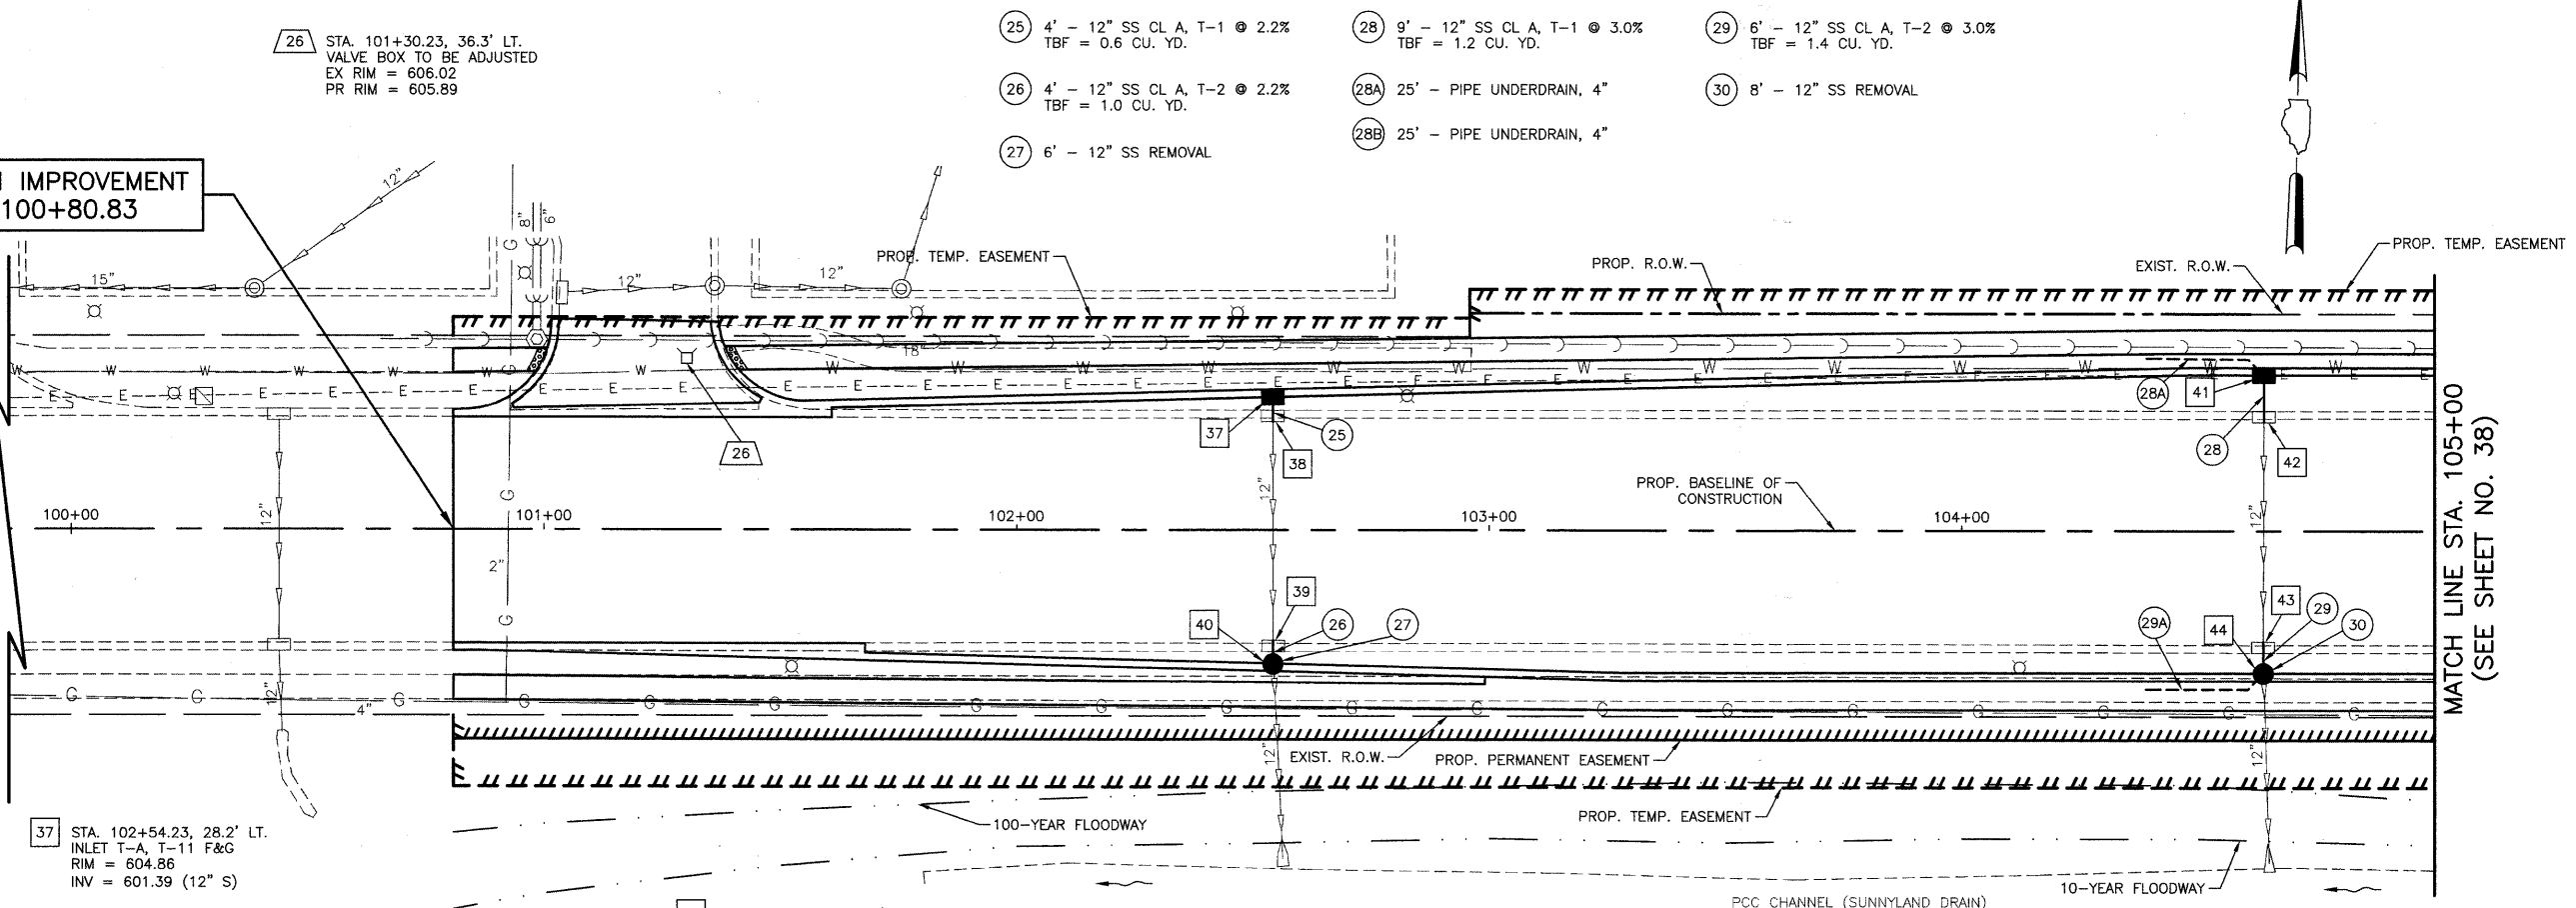 26 STA. 101+30.23, 36.3' LT.
VALVE BOX TO BE ADJUSTED
EX RIM = 606.02
PR RIM = 605.89
25 4' - 12" SS CL A, T-1 @ 2.2%
TBF = 0.6 CU. YD.
26 4' - 12" SS CL A, T-2 @ 2.2%
TBF = 1.0 CU. YD.
27 6' - 12" SS REMOVAL
28 9' - 12" SS CL A, T-1 @ 3.0%
TBF = 1.2 CU. YD.
28A 25' - PIPE UNDERDRAIN, 4"
28B 25' - PIPE UNDERDRAIN, 4"
29 6' - 12" SS CL A, T-2 @ 3.0%
TBF = 1.4 CU. YD.
30 8' - 12" SS REMOVAL
IMPROVEMENT
100+80.83
12"
8"
6"
15"
12"
12"
PROP. TEMP. EASEMENT
PROP. R.O.W.
EXIST. R.O.W.
PROP. TEMP. EASEMENT
18"
W W W W W W W W W W W W W W W W W W W
E E E E E E E E E E E E E E E E E E
G G G G
26
37
38
25
28A
41
28
42
12"
12"
12"
PROP. BASELINE OF
CONSTRUCTION
100+00
101+00
102+00
103+00
104+00
2"
39
40
26
27
43
29
29A
44
30
12"
4"
G G G G G G G G G G G G G G G G G G G
12"
12"
EXIST. R.O.W.
PROP. PERMANENT EASEMENT
100-YEAR FLOODWAY
PROP. TEMP. EASEMENT
10-YEAR FLOODWAY
PCC CHANNEL (SUNNYLAND DRAIN)
MATCH LINE STA. 105+00
(SEE SHEET NO. 38)
37 STA. 102+54.23, 28.2' LT.
INLET T-A, T-11 F&G
RIM = 604.86
INV = 601.39 (12" S)